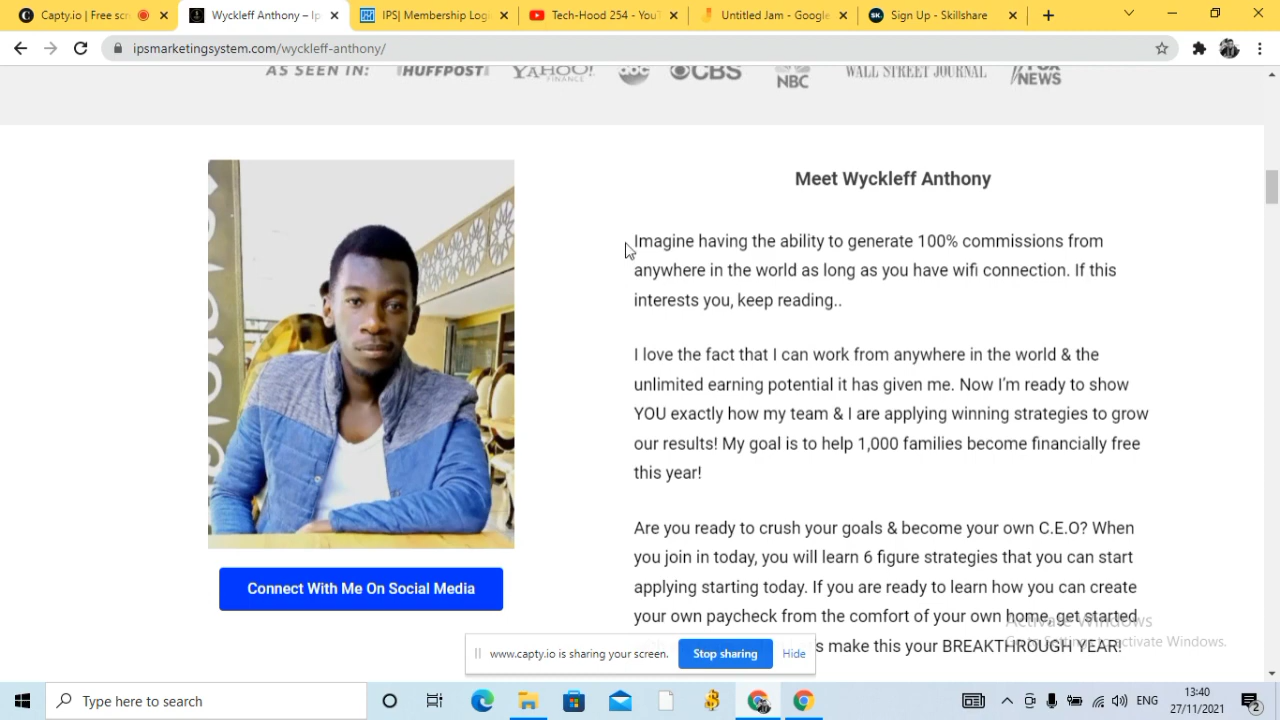 Capty.io | Free scr
Wyckleff Anthony – Ip
IPS| Membership Log
Tech-Hood 254 - YouT
Untitled Jam - Google
Sign Up - Skillshare
ipsmarketingsystem.com/wyckleff-anthony/
AS SEEN IN: HUFFPOST YAHOO! FINANCE abc CBS NBC WALL STREET JOURNAL FOX NEWS
Meet Wyckleff Anthony
Imagine having the ability to generate 100% commissions from
anywhere in the world as long as you have wifi connection. If this
interests you, keep reading..
I love the fact that I can work from anywhere in the world & the
unlimited earning potential it has given me. Now I'm ready to show
YOU exactly how my team & I are applying winning strategies to grow
our results! My goal is to help 1,000 families become financially free
this year!
Are you ready to crush your goals & become your own C.E.O? When
you join in today, you will learn 6 figure strategies that you can start
applying starting today. If you are ready to learn how you can create
your own paycheck from the comfort of your own home, get started
s make this your BREAKTHROUGH YEAR!
Connect With Me On Social Media
Activate Windows
Go to Settings to activate Windows.
www.capty.io is sharing your screen. Stop sharing Hide
Type here to search
ENG
13:40
27/11/2021
2